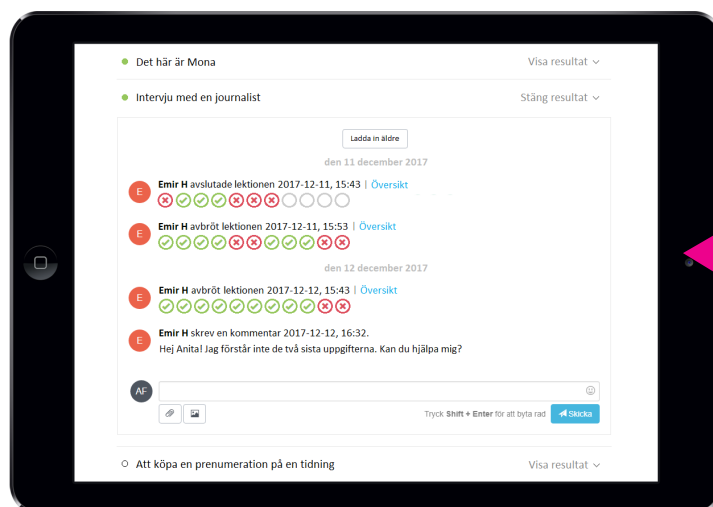 Det här är Mona Visa resultat
Intervju med en journalist Stäng resultat
Ladda in äldre
den 11 december 2017
E Emir H avslutade lektionen 2017-12-11, 15:43 | Översikt
E Emir H avbröt lektionen 2017-12-11, 15:53 | Översikt
den 12 december 2017
E Emir H avbröt lektionen 2017-12-12, 15:43 | Översikt
E Emir H skrev en kommentar 2017-12-12, 16:32.
Hej Anita! Jag förstår inte de två sista uppgifterna. Kan du hjälpa mig?
AF
Tryck Shift + Enter för att byta rad Skicka
Att köpa en prenumeration på en tidning Visa resultat